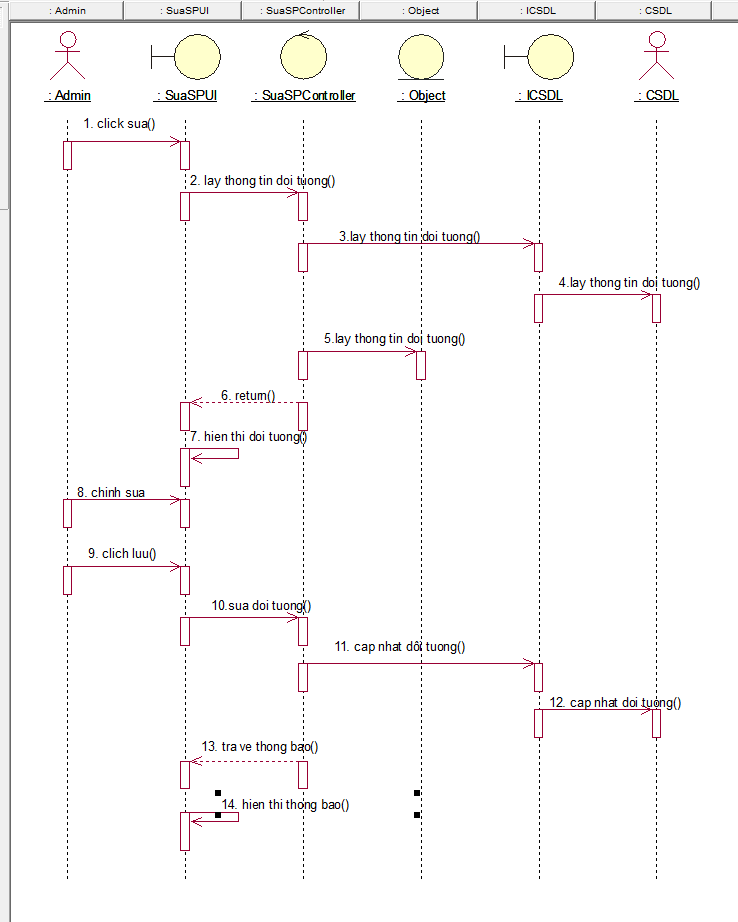 : Admin
: SuaSPUI
: SuaSPController
: Object
: ICSDL
: CSDL
: Admin
: SuaSPUI
: SuaSPController
: Object
: ICSDL
: CSDL
1. click sua()
2. lay thong tin doi tuong()
3.lay thong tin doi tuong()
4.lay thong tin doi tuong()
5.lay thong tin doi tuong()
6. return()
7. hien thi doi tuong()
8. chinh sua
9. clich luu()
10.sua doi tuong()
11. cap nhat dôi tuong()
12. cap nhat doi tuong()
13. tra ve thong bao()
14. hien thi thong bao()